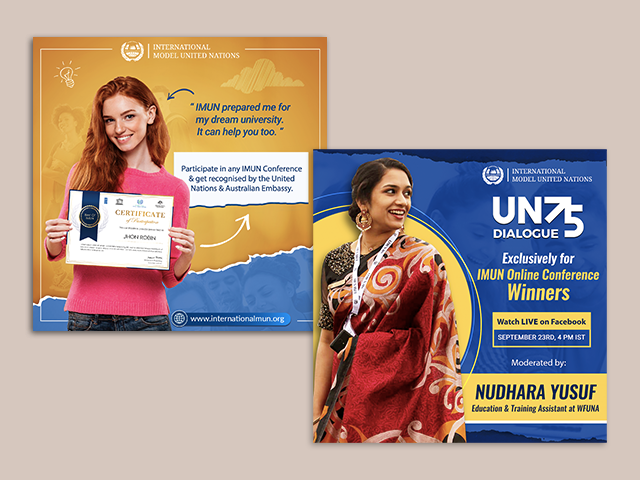 INTERNATIONAL
MODEL UNITED NATIONS
“ IMUN prepared me for
my dream university.
It can help you too. “
Participate in any IMUN Conference
& get recognised by the United
Nations & Australian Embassy.
CERTIFICATE
of Participation
JHON ROBIN
www.internationalmun.org
INTERNATIONAL
MODEL UNITED NATIONS
UN75
DIALOGUE
Exclusively for
IMUN Online Conference
Winners
Watch LIVE on Facebook
SEPTEMBER 23RD, 4 PM IST
Moderated by:
NUDHARA YUSUF
Education & Training Assistant at WFUNA